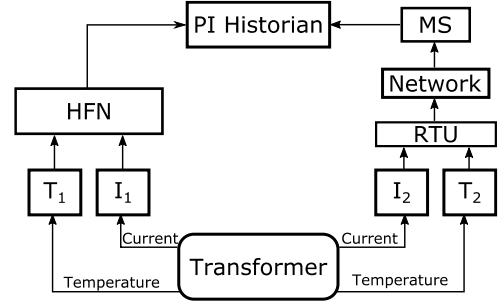 PI Historian
MS
Network
HFN
RTU
T₁
I₁
I₂
T₂
Current
Current
Transformer
Temperature
Temperature